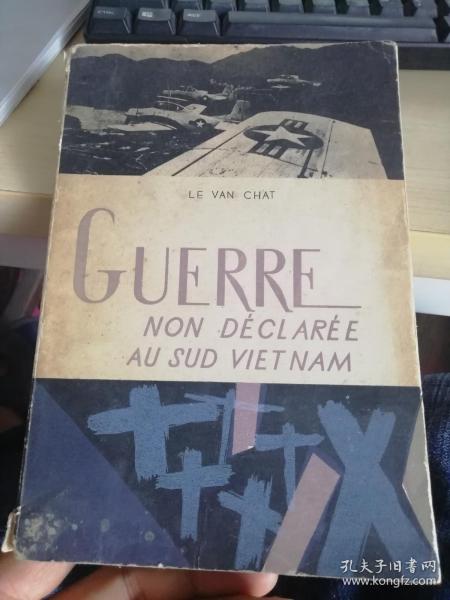 LE VAN CHAT
GUERRE
NON DÉCLARÉE
AU SUD VIETNAM
孔夫子旧书网
www.kongfz.com